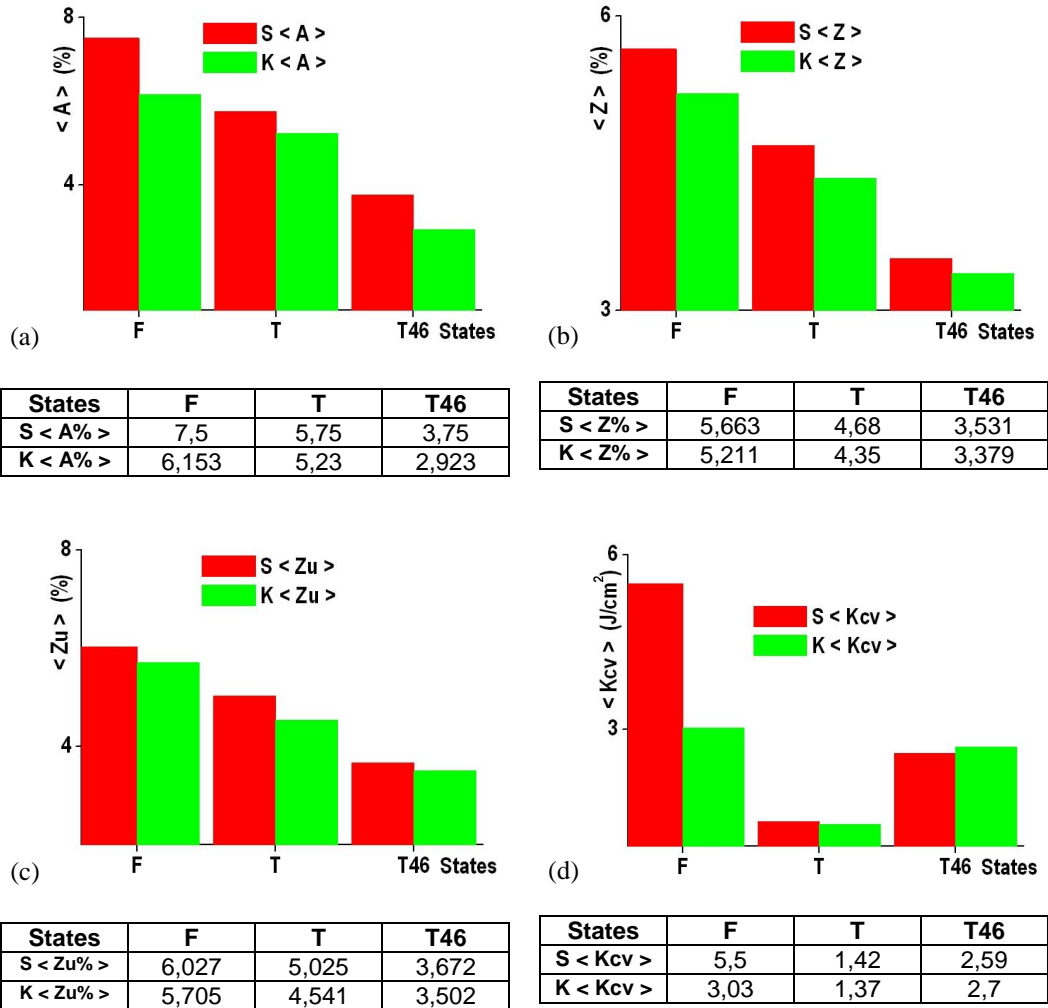 8
< A > (%)
S < A >
K < A >
4
F T T46 States
(a)
6
< Z > (%)
S < Z >
K < Z >
3
F T T46 States
(b)
States F T T46
S < A% > 7,5 5,75 3,75
K < A% > 6,153 5,23 2,923
States F T T46
S < Z% > 5,663 4,68 3,531
K < Z% > 5,211 4,35 3,379
8
< Zu > (%)
S < Zu >
K < Zu >
4
F T T46 States
(c)
6
< Kcv > (J/cm²)
S < Kcv >
K < Kcv >
3
F T T46 States
(d)
States F T T46
S < Zu% > 6,027 5,025 3,672
K < Zu% > 5,705 4,541 3,502
States F T T46
S < Kcv > 5,5 1,42 2,59
K < Kcv > 3,03 1,37 2,7